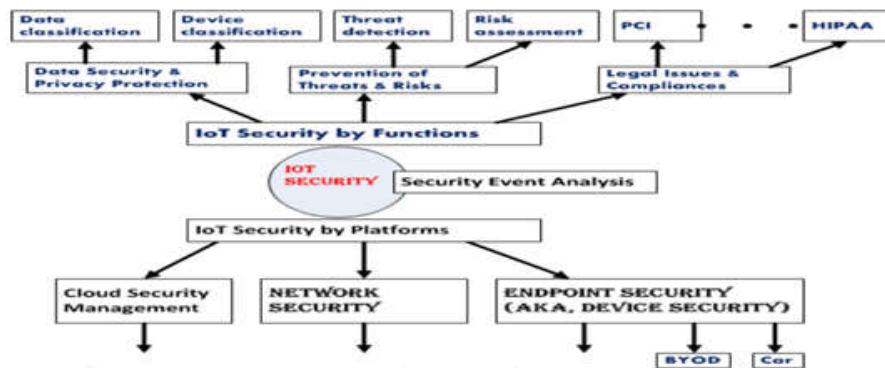 Data
classification
Device
classification
Threat
detection
Risk
assessment
PCI
HIPAA
Data Security &
Privacy Protection
Prevention of
Threats & Risks
Legal Issues &
Compliances
IoT Security by Functions
IOT
SECURITY
Security Event Analysis
IoT Security by Platforms
Cloud Security
Management
NETWORK
SECURITY
ENDPOINT SECURITY
(AKA, DEVICE SECURITY)
BYOD
Car